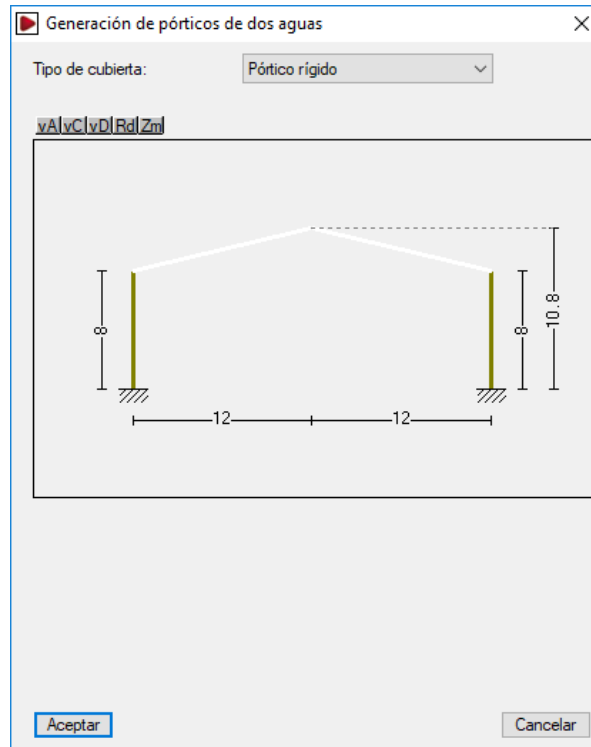 Generación de pórticos de dos aguas
Tipo de cubierta: Pórtico rígido
vA vC vD Rd Zm
8 8 10.8
12 12
Aceptar Cancelar